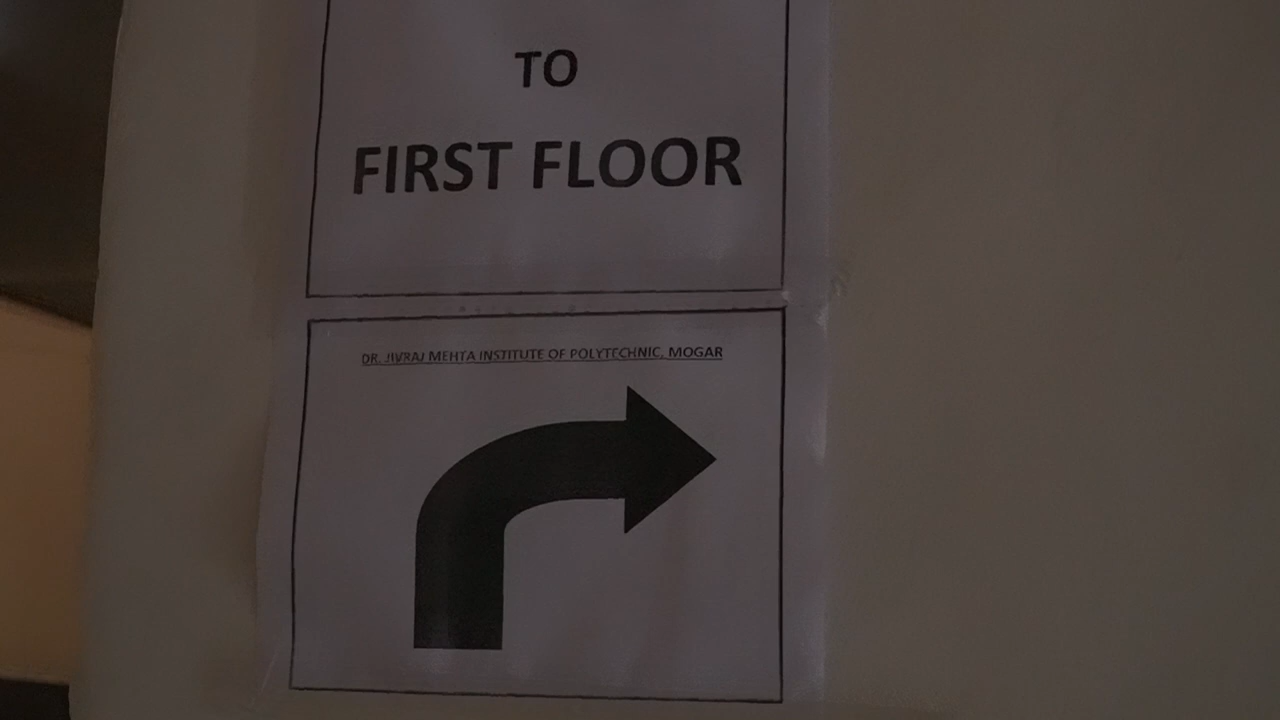 TO
FIRST FLOOR
DR. JIVRAJ MEHTA INSTITUTE OF POLYTECHNIC, MOGAR